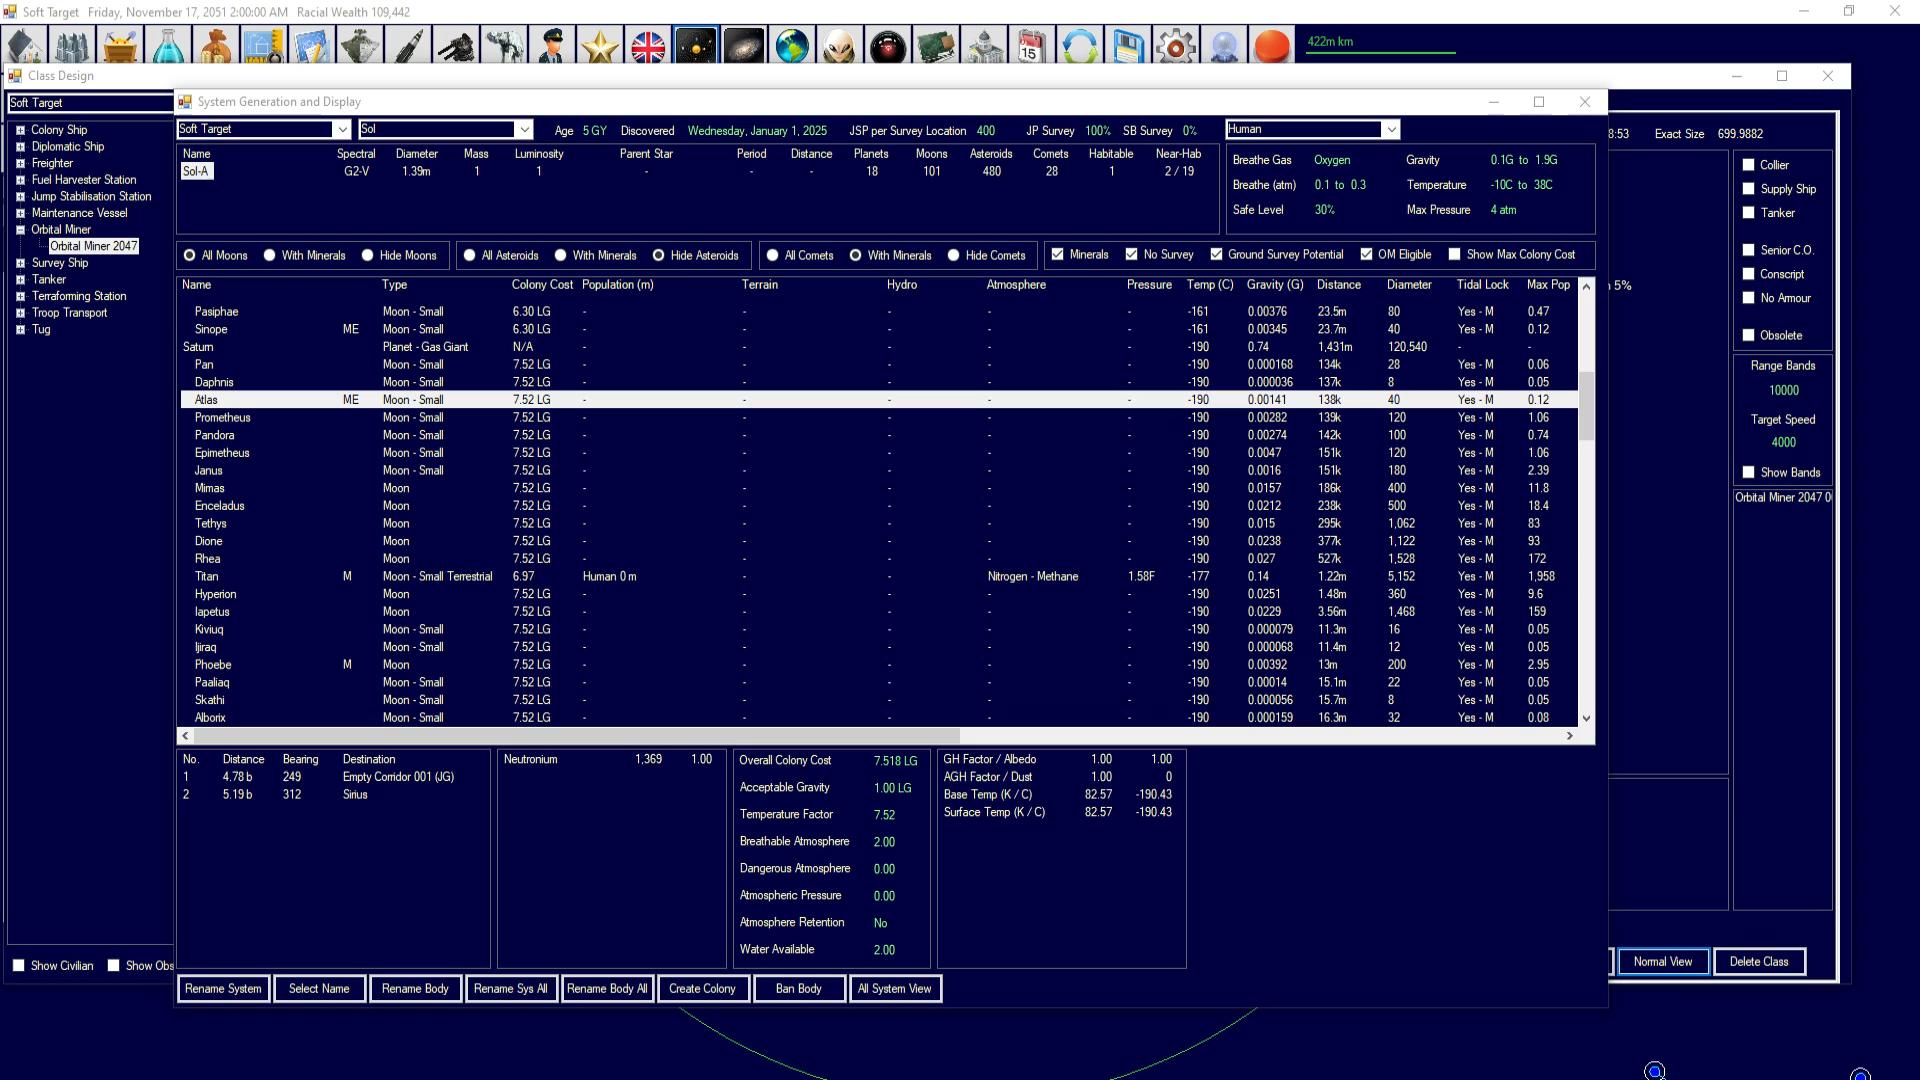 Soft Target   Friday, November 17, 2051 2:00:00 AM   Racial Wealth 109,442
422m km
15
Class Design
Soft Target
Colony Ship
Diplomatic Ship
Freighter
Fuel Harvester Station
Jump Stabilisation Station
Maintenance Vessel
Orbital Miner
Orbital Miner 2047
Survey Ship
Tanker
Terraforming Station
Troop Transport
Tug
Show Civilian   Show Obs
System Generation and Display
Soft Target   Sol   Age 5 GY   Discovered Wednesday, January 1, 2025   JSP per Survey Location 400   JP Survey 100%   SB Survey 0%   Human
Name   Spectral   Diameter   Mass   Luminosity   Parent Star   Period   Distance   Planets   Moons   Asteroids   Comets   Habitable   Near-Hab
Sol-A   G2-V   1.39m   1   1   -   -   -   18   101   480   28   1   2 / 19
Breathe Gas   Oxygen   Gravity   0.1G to 1.9G
Breathe (atm)   0.1 to 0.3   Temperature   -10C to 38C
Safe Level   30%   Max Pressure   4 atm
All Moons   With Minerals   Hide Moons   All Asteroids   With Minerals   Hide Asteroids   All Comets   With Minerals   Hide Comets   Minerals   No Survey   Ground Survey Potential   OM Eligible   Show Max Colony Cost
Name   Type   Colony Cost   Population (m)   Terrain   Hydro   Atmosphere   Pressure   Temp (C)   Gravity (G)   Distance   Diameter   Tidal Lock   Max Pop
Pasiphae   Moon - Small   6.30 LG   -   -   -   -   -   -161   0.00376   23.5m   80   Yes - M   0.47
Sinope   ME   Moon - Small   6.30 LG   -   -   -   -   -   -161   0.00345   23.7m   40   Yes - M   0.12
Saturn   Planet - Gas Giant   N/A   -   -   -   -   -   -190   0.74   1,431m   120,540   -   -
Pan   Moon - Small   7.52 LG   -   -   -   -   -   -190   0.000168   134k   28   Yes - M   0.06
Daphnis   Moon - Small   7.52 LG   -   -   -   -   -   -190   0.000036   137k   8   Yes - M   0.05
Atlas   ME   Moon - Small   7.52 LG   -   -   -   -   -   -190   0.00141   138k   40   Yes - M   0.12
Prometheus   Moon - Small   7.52 LG   -   -   -   -   -   -190   0.00282   139k   120   Yes - M   1.06
Pandora   Moon - Small   7.52 LG   -   -   -   -   -   -190   0.00274   142k   100   Yes - M   0.74
Epimetheus   Moon - Small   7.52 LG   -   -   -   -   -   -190   0.0047   151k   120   Yes - M   1.06
Janus   Moon - Small   7.52 LG   -   -   -   -   -   -190   0.0016   151k   180   Yes - M   2.39
Mimas   Moon   7.52 LG   -   -   -   -   -   -190   0.0157   186k   400   Yes - M   11.8
Enceladus   Moon   7.52 LG   -   -   -   -   -   -190   0.0212   238k   500   Yes - M   18.4
Tethys   Moon   7.52 LG   -   -   -   -   -   -190   0.015   295k   1,062   Yes - M   83
Dione   Moon   7.52 LG   -   -   -   -   -   -190   0.0238   377k   1,122   Yes - M   93
Rhea   Moon   7.52 LG   -   -   -   -   -   -190   0.027   527k   1,528   Yes - M   172
Titan   M   Moon - Small Terrestrial   6.97   Human 0 m   -   -   Nitrogen - Methane   1.58F   -177   0.14   1.22m   5,152   Yes - M   1,958
Hyperion   Moon   7.52 LG   -   -   -   -   -   -190   0.0251   1.48m   360   Yes - M   9.6
Iapetus   Moon   7.52 LG   -   -   -   -   -   -190   0.0229   3.56m   1,468   Yes - M   159
Kiviuq   Moon - Small   7.52 LG   -   -   -   -   -   -190   0.000079   11.3m   16   Yes - M   0.05
Ijiraq   Moon - Small   7.52 LG   -   -   -   -   -   -190   0.000068   11.4m   12   Yes - M   0.05
Phoebe   M   Moon   7.52 LG   -   -   -   -   -   -190   0.00392   13m   200   Yes - M   2.95
Paaliaq   Moon - Small   7.52 LG   -   -   -   -   -   -190   0.00014   15.1m   22   Yes - M   0.05
Skathi   Moon - Small   7.52 LG   -   -   -   -   -   -190   0.000056   15.7m   8   Yes - M   0.05
Alborix   Moon - Small   7.52 LG   -   -   -   -   -   -190   0.000159   16.3m   32   Yes - M   0.08
No.   Distance   Bearing   Destination
1   4.78 b   249   Empty Corridor 001 (JG)
2   5.19 b   312   Sirius
Neutronium   1,369   1.00
Overall Colony Cost   7.518 LG
Acceptable Gravity   1.00 LG
Temperature Factor   7.52
Breathable Atmosphere   2.00
Dangerous Atmosphere   0.00
Atmospheric Pressure   0.00
Atmosphere Retention   No
Water Available   2.00
GH Factor / Albedo   1.00   1.00
AGH Factor / Dust   1.00   0
Base Temp (K / C)   82.57   -190.43
Surface Temp (K / C)   82.57   -190.43
Rename System   Select Name   Rename Body   Rename Sys All   Rename Body All   Create Colony   Ban Body   All System View
8:53   Exact Size   699.9882
5%
Collier
Supply Ship
Tanker
Senior C.O.
Conscript
No Armour
Obsolete
Range Bands
10000
Target Speed
4000
Show Bands
Orbital Miner 2047 0
Normal View   Delete Class